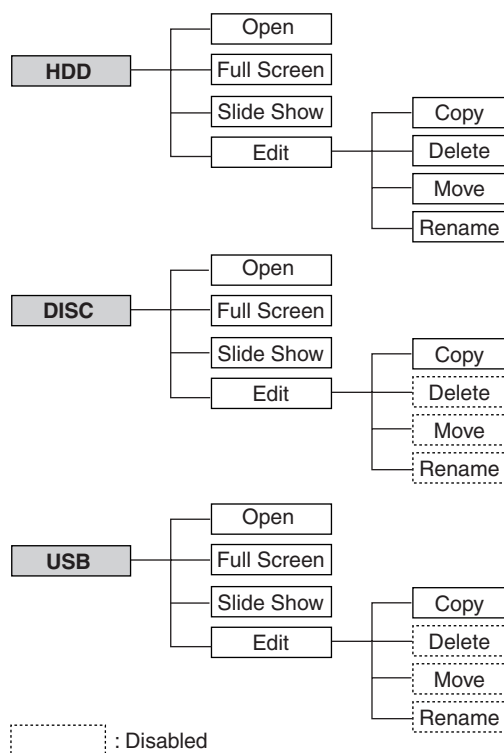 Open
HDD
Full Screen
Slide Show
Edit
Copy
Delete
Move
Rename
Open
DISC
Full Screen
Slide Show
Edit
Copy
Delete
Move
Rename
Open
USB
Full Screen
Slide Show
Edit
Copy
Delete
Move
Rename
: Disabled